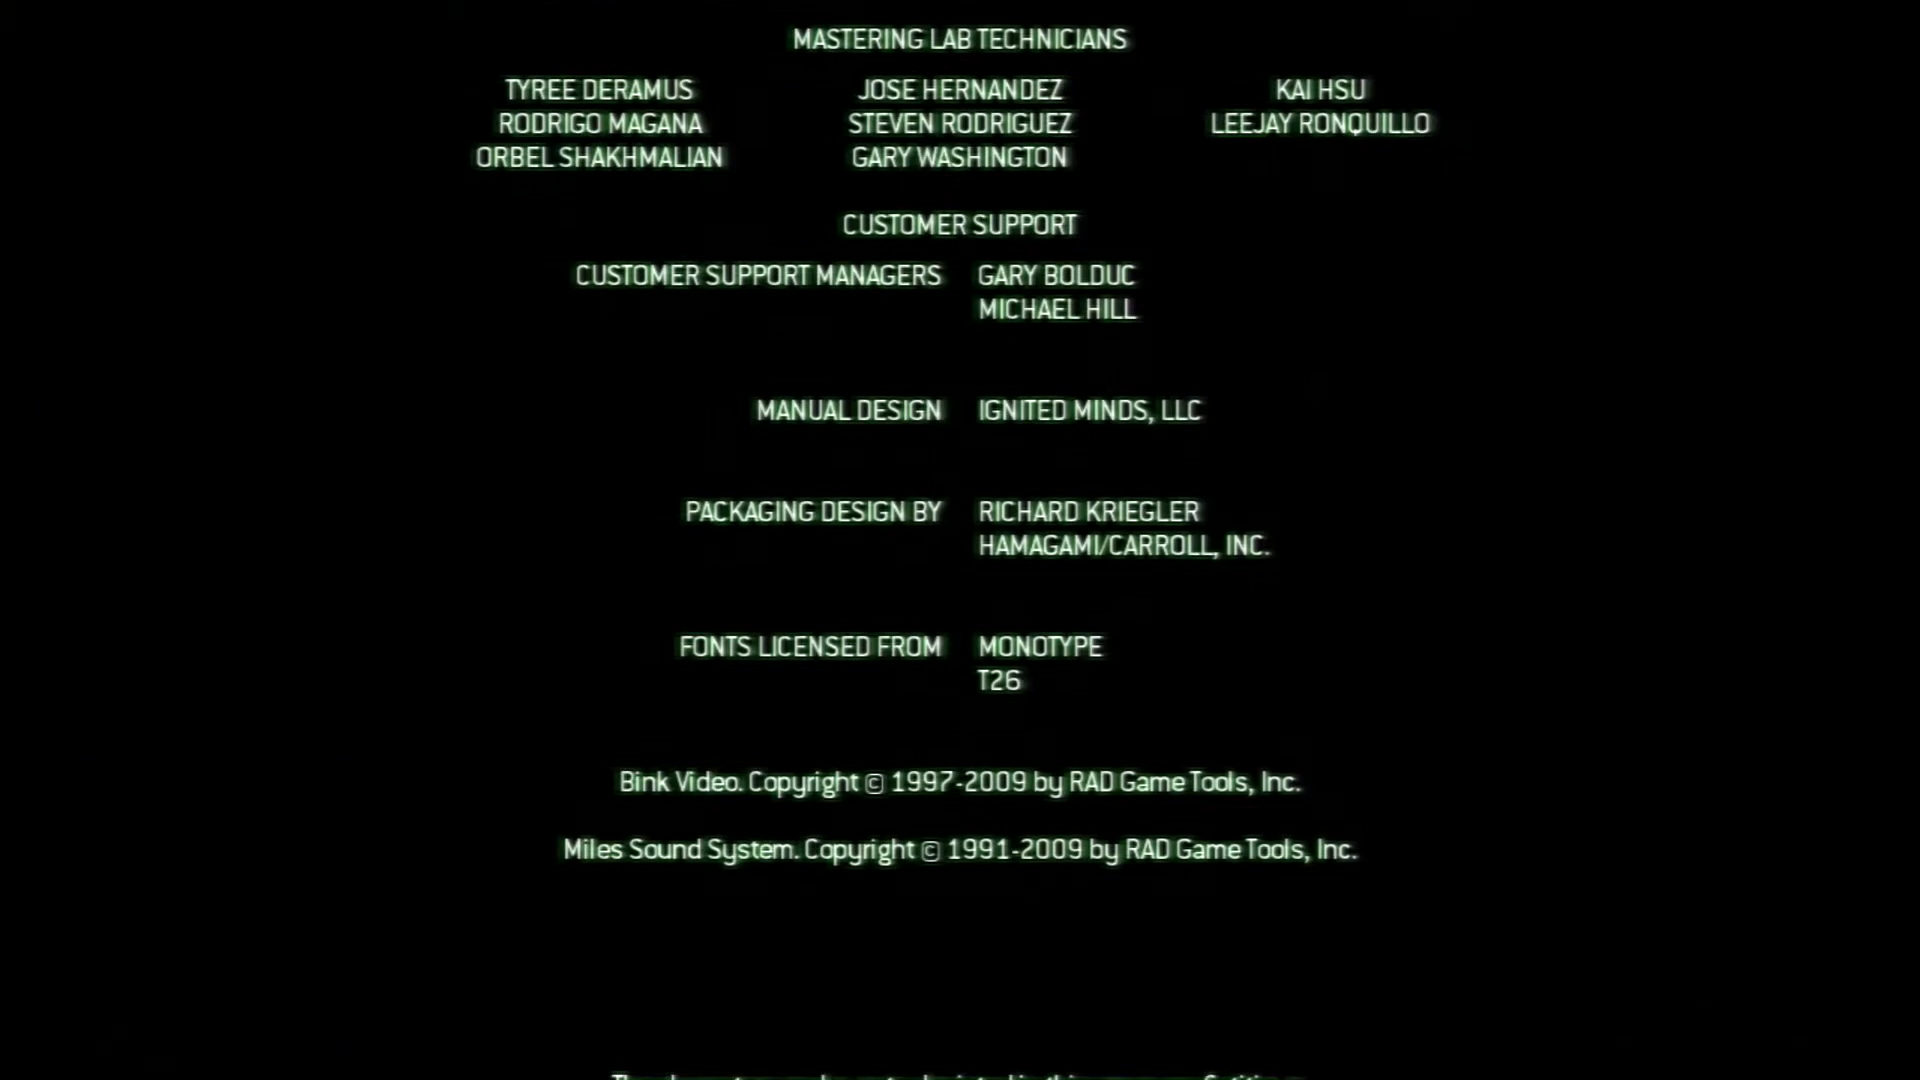 MASTERING LAB TECHNICIANS
TYREE DERAMUS JOSE HERNANDEZ KAI HSU
RODRIGO MAGANA STEVEN RODRIGUEZ LEEJAY RONQUILLO
ORBEL SHAKHMALIAN GARY WASHINGTON
CUSTOMER SUPPORT
CUSTOMER SUPPORT MANAGERS GARY BOLDUC
MICHAEL HILL
MANUAL DESIGN IGNITED MINDS, LLC
PACKAGING DESIGN BY RICHARD KRIEGLER
HAMAGAMI/CARROLL, INC.
FONTS LICENSED FROM MONOTYPE
T26
Bink Video. Copyright © 1997-2009 by RAD Game Tools, Inc.
Miles Sound System. Copyright © 1991-2009 by RAD Game Tools, Inc.